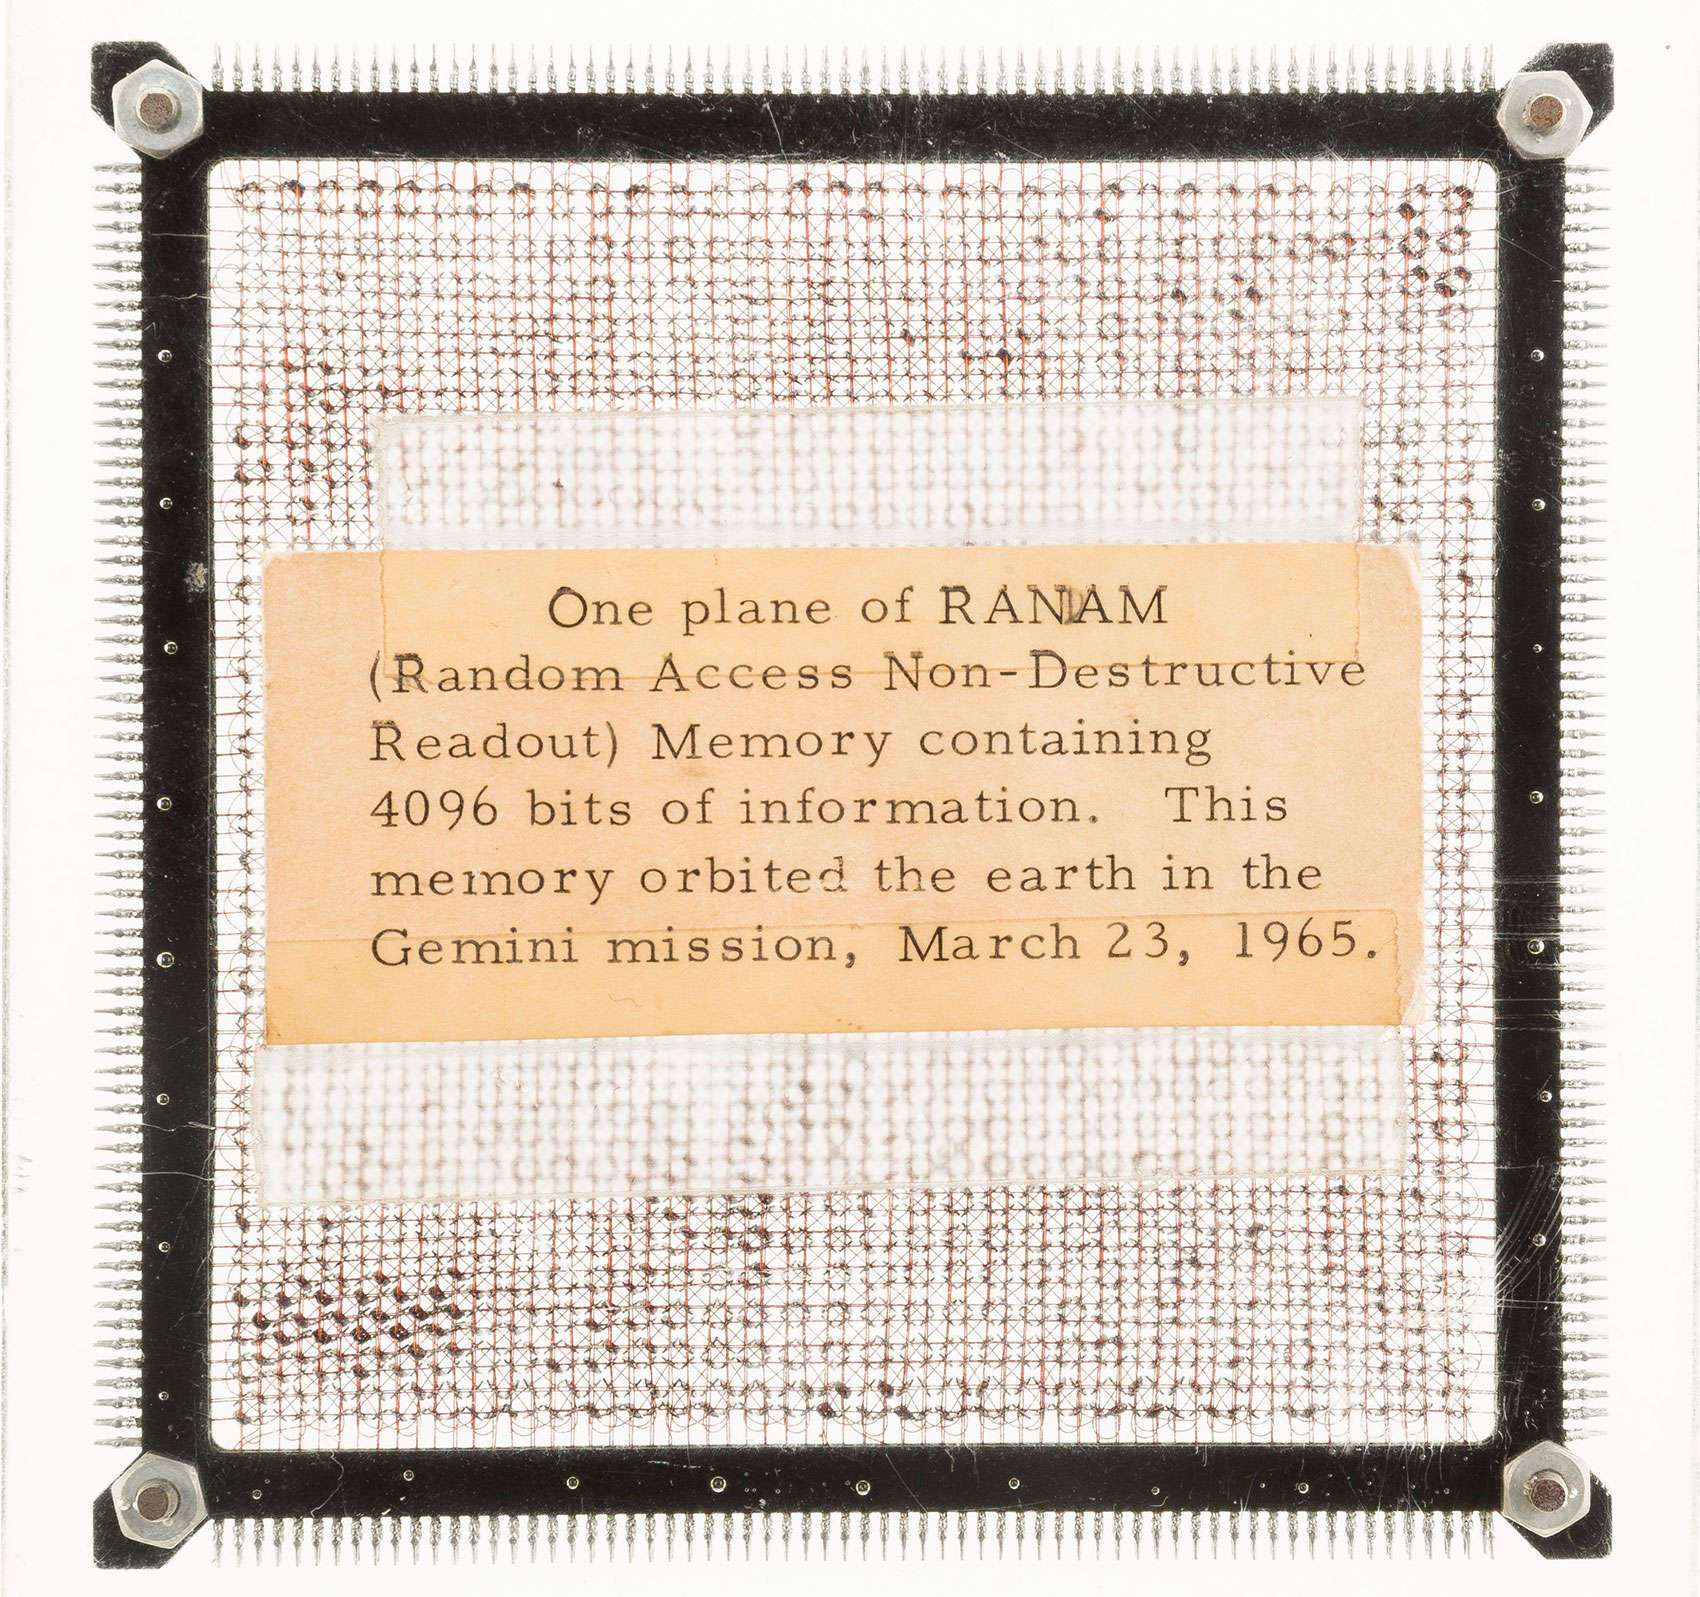 One plane of RANAM
(Random Access Non-Destructive
Readout) Memory containing
4096 bits of information. This
memory orbited the earth in the
Gemini mission, March 23, 1965.